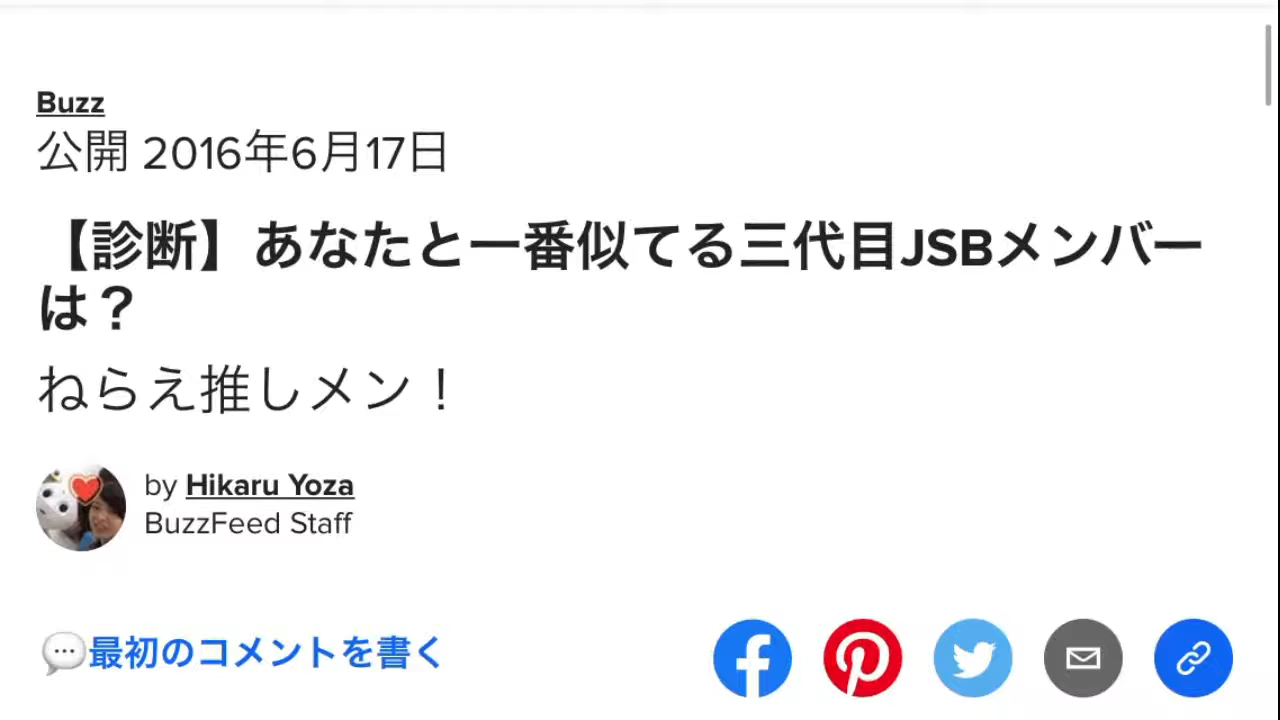 Buzz
公開 2016年6月17日
【診断】あなたと一番似てる三代目JSBメンバー
は？
ねらえ推しメン！
by Hikaru Yoza
BuzzFeed Staff
最初のコメントを書く